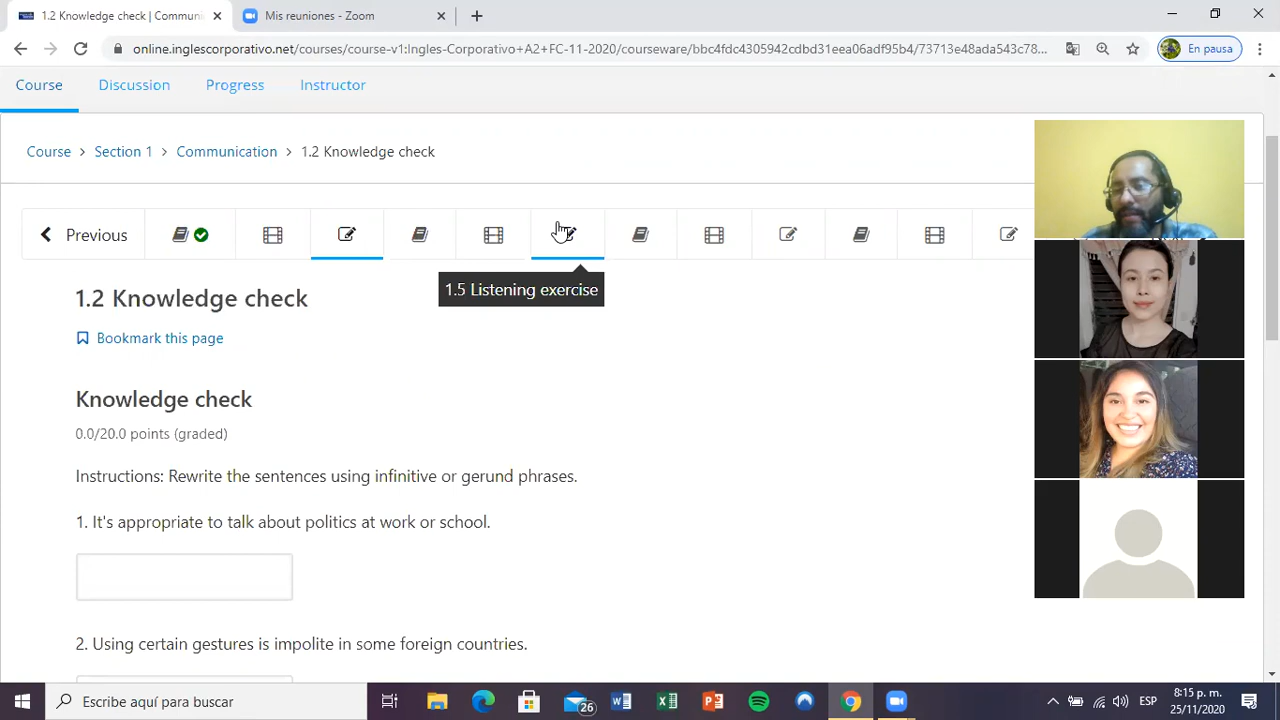 1.2 Knowledge check | Commun
Mis reuniones - Zoom
online.inglescorporativo.net/courses/course-v1:Ingles-Corporativo+A2+FC-11-2020/courseware/bbc4fdc4305942cdbd31eea06adf95b4/73713e48ada543c78...
En pausa
Course
Discussion
Progress
Instructor
Course > Section 1 > Communication > 1.2 Knowledge check
Previous
1.5 Listening exercise
1.2 Knowledge check
Bookmark this page
Knowledge check
0.0/20.0 points (graded)
Instructions: Rewrite the sentences using infinitive or gerund phrases.
1. It's appropriate to talk about politics at work or school.
2. Using certain gestures is impolite in some foreign countries.
Escribe aquí para buscar
26
ESP
8:15 p. m.
25/11/2020